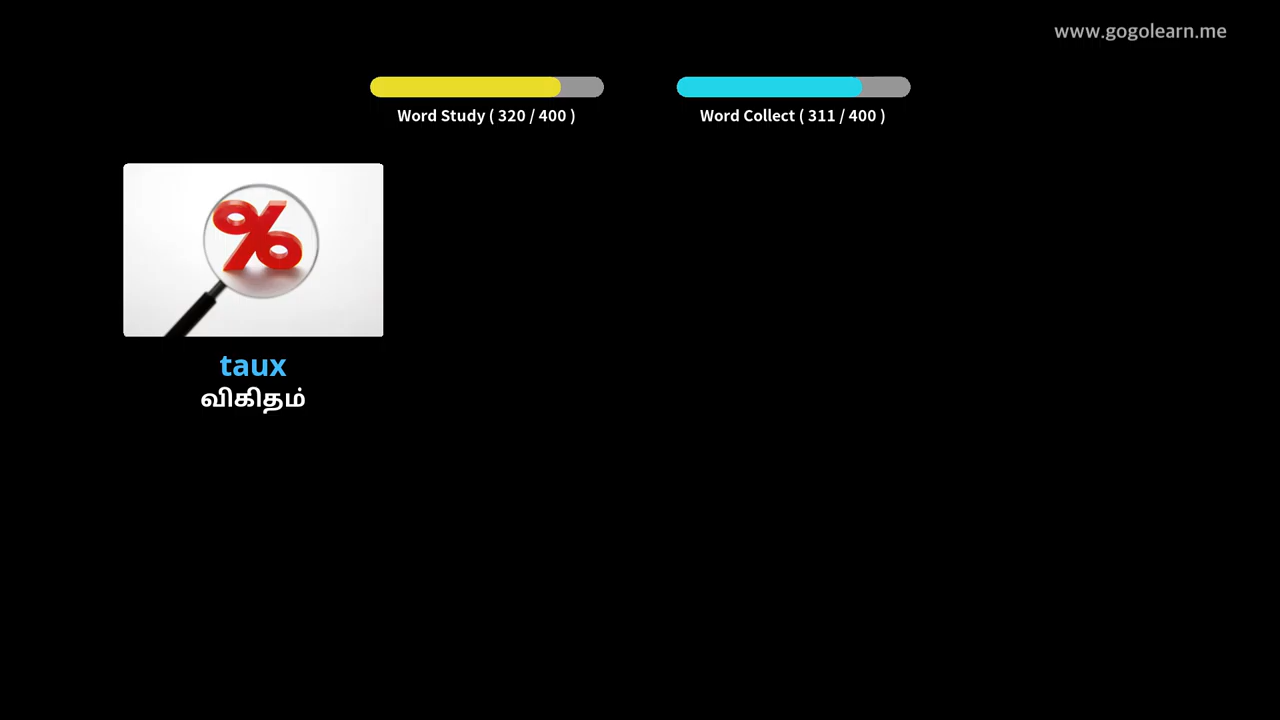 www.gogolearn.me
Word Study ( 320 / 400 )
Word Collect ( 311 / 400 )
%
taux
விகிதம்